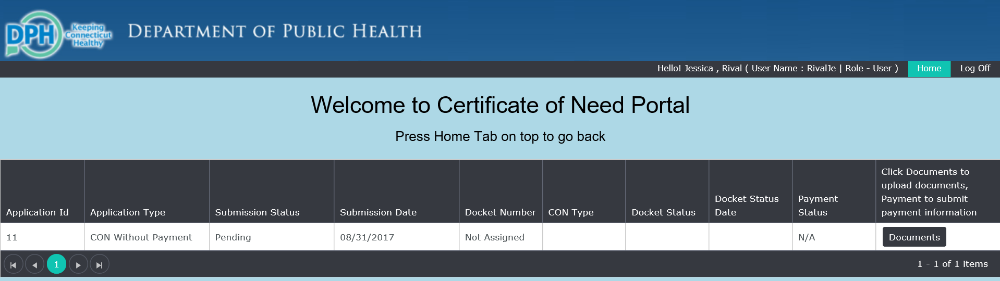 DPH
Keeping
Connecticut
Healthy
DEPARTMENT OF PUBLIC HEALTH
Hello! Jessica , Rival ( User Name : RivalJe | Role - User ) Home Log Off
Welcome to Certificate of Need Portal
Press Home Tab on top to go back
Application Id
Application Type
Submission Status
Submission Date
Docket Number
CON Type
Docket Status
Docket Status
Date
Payment
Status
Click Documents to
upload documents,
Payment to submit
payment information
11 CON Without Payment Pending 08/31/2017 Not Assigned N/A Documents
1 1 - 1 of 1 items